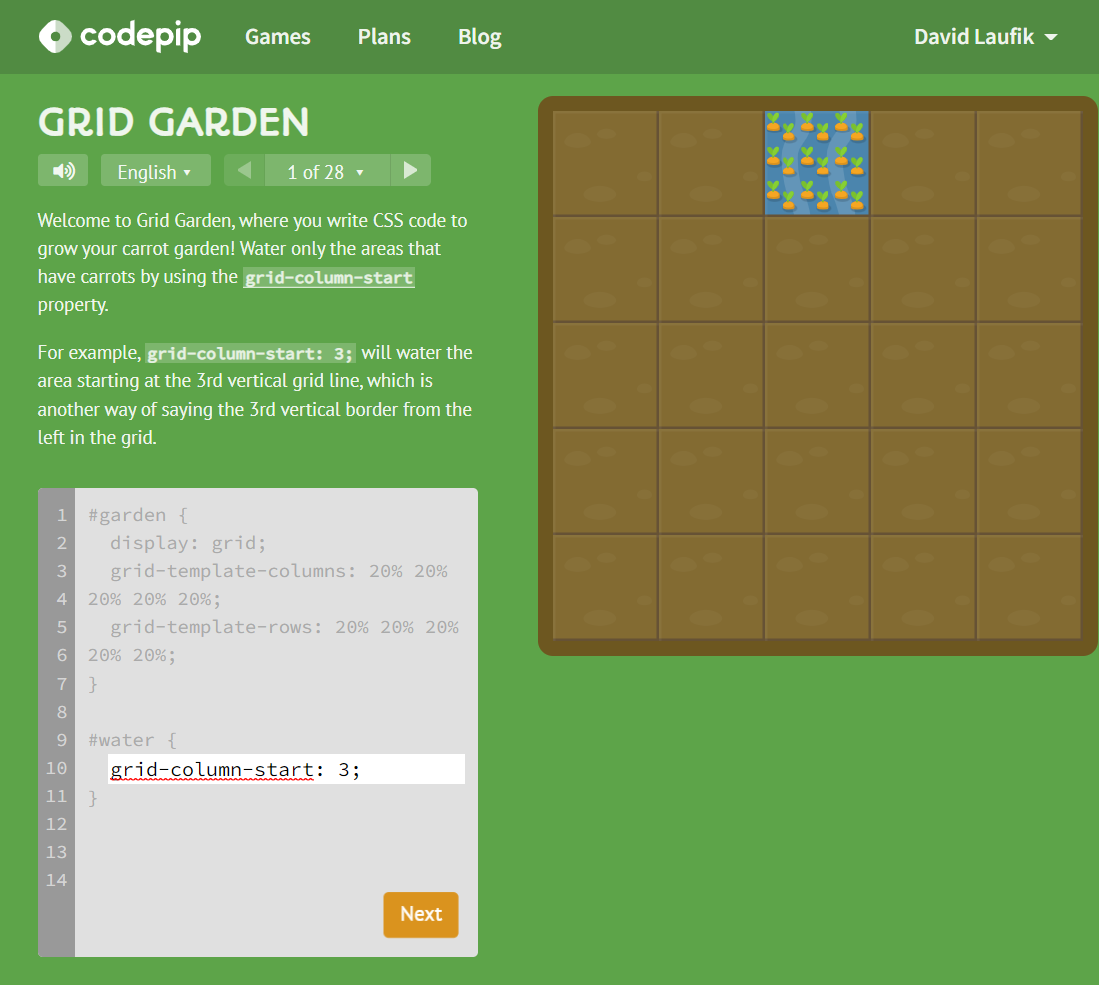 codepip Games Plans Blog David Laufik
GRID GARDEN
English ▾ 1 of 28 ▾
Welcome to Grid Garden, where you write CSS code to
grow your carrot garden! Water only the areas that
have carrots by using the grid-column-start
property.
For example, grid-column-start: 3; will water the
area starting at the 3rd vertical grid line, which is
another way of saying the 3rd vertical border from the
left in the grid.
1 #garden {
2 display: grid;
3 grid-template-columns: 20% 20%
4 20% 20% 20%;
5 grid-template-rows: 20% 20% 20%
6 20% 20%;
7 }
8
9 #water {
10 grid-column-start: 3;
11 }
12
13
14
Next